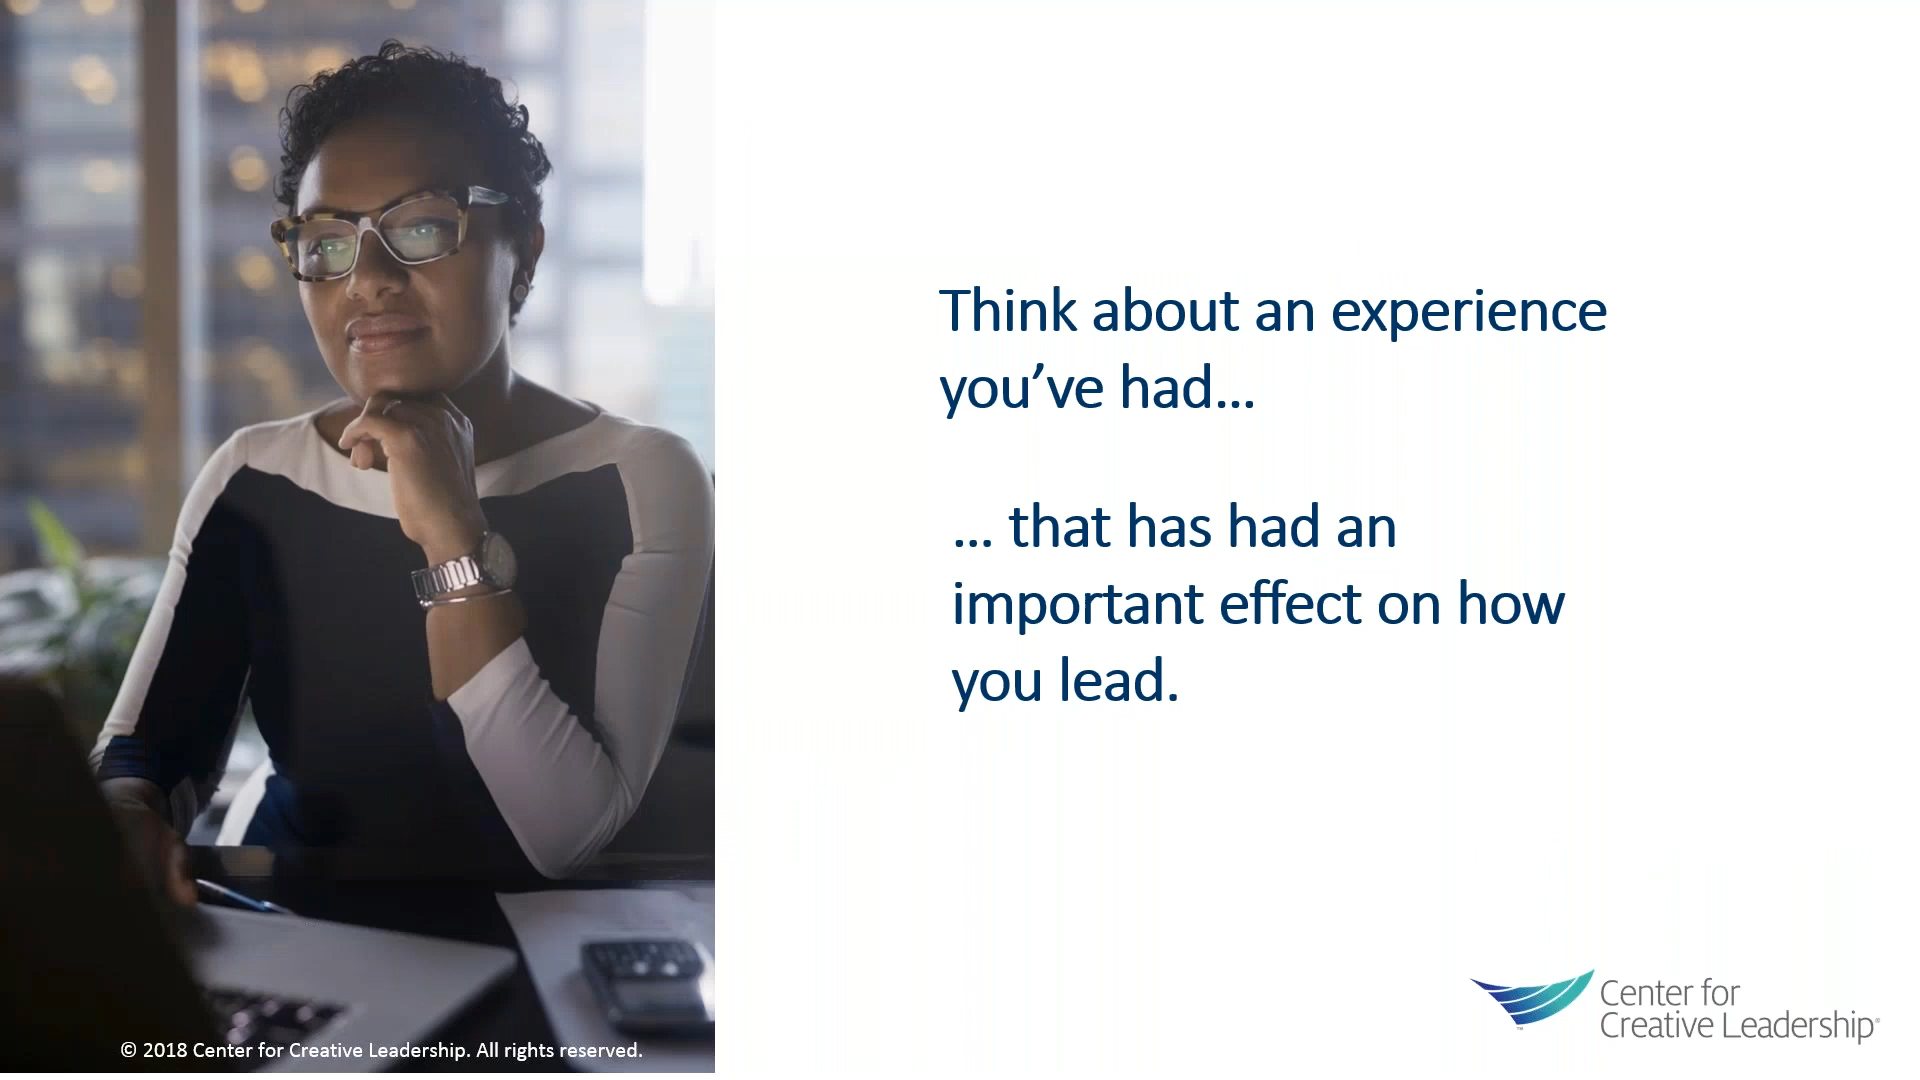 Think about an experience
you’ve had…
… that has had an
important effect on how
you lead.
Center for
Creative Leadership®
© 2018 Center for Creative Leadership. All rights reserved.